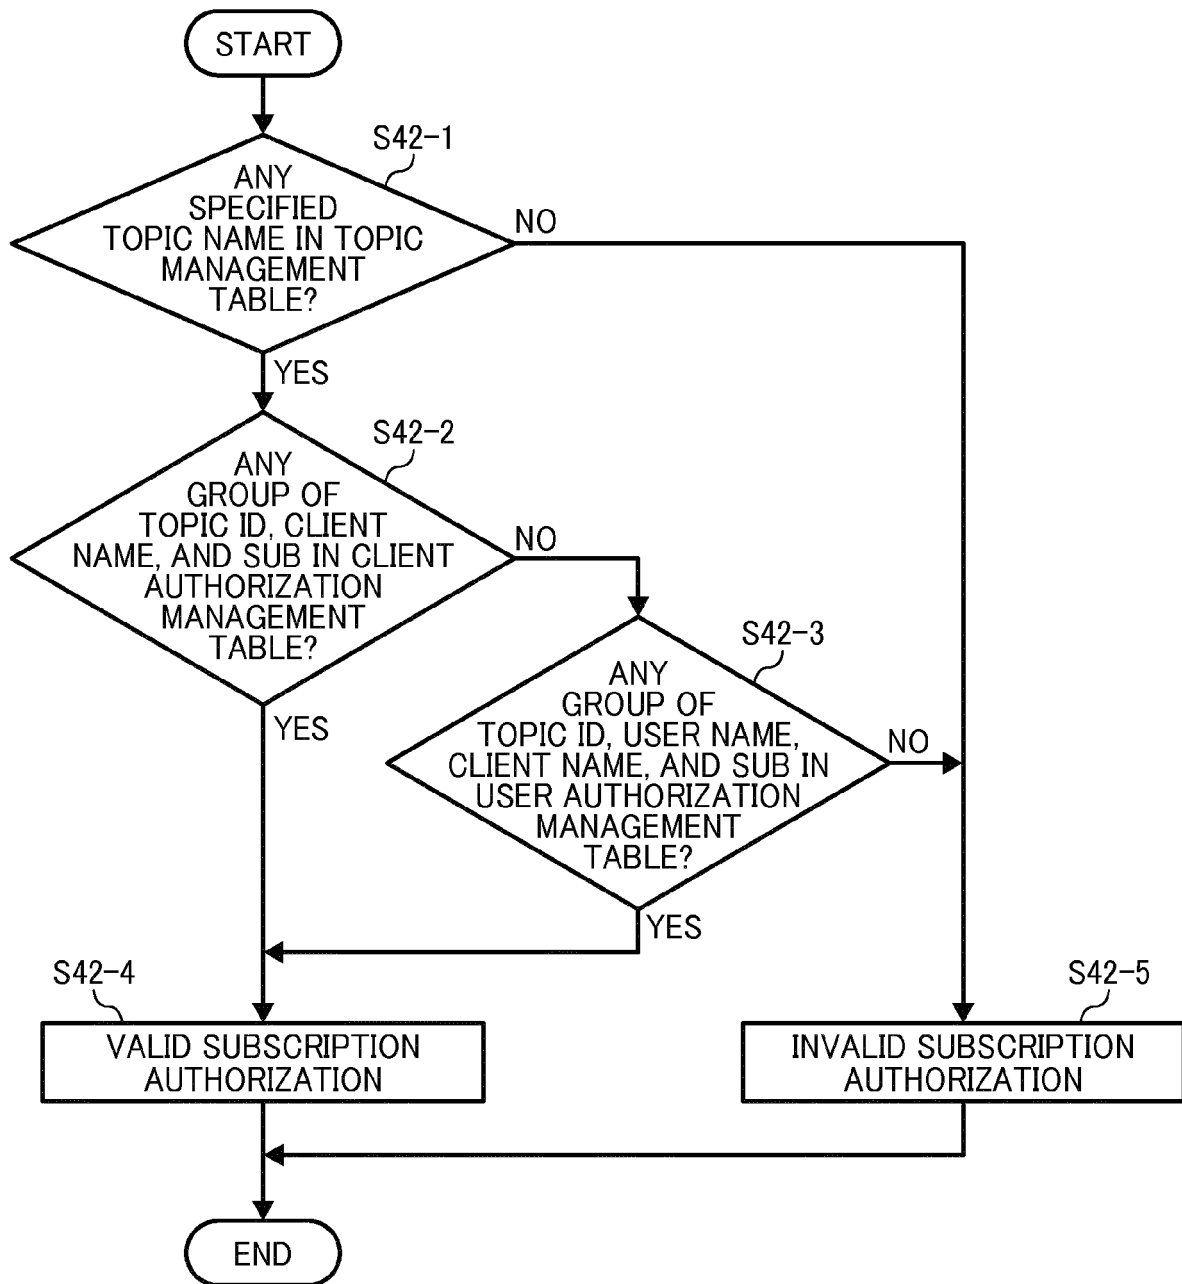 START
S42-1
ANY
SPECIFIED
TOPIC NAME IN TOPIC
MANAGEMENT
TABLE?
NO
YES
S42-2
ANY
GROUP OF
TOPIC ID, CLIENT
NAME, AND SUB IN CLIENT
AUTHORIZATION
MANAGEMENT
TABLE?
NO
YES
S42-3
ANY
GROUP OF
TOPIC ID, USER NAME,
CLIENT NAME, AND SUB IN
USER AUTHORIZATION
MANAGEMENT
TABLE?
NO
YES
S42-4
VALID SUBSCRIPTION
AUTHORIZATION
S42-5
INVALID SUBSCRIPTION
AUTHORIZATION
END